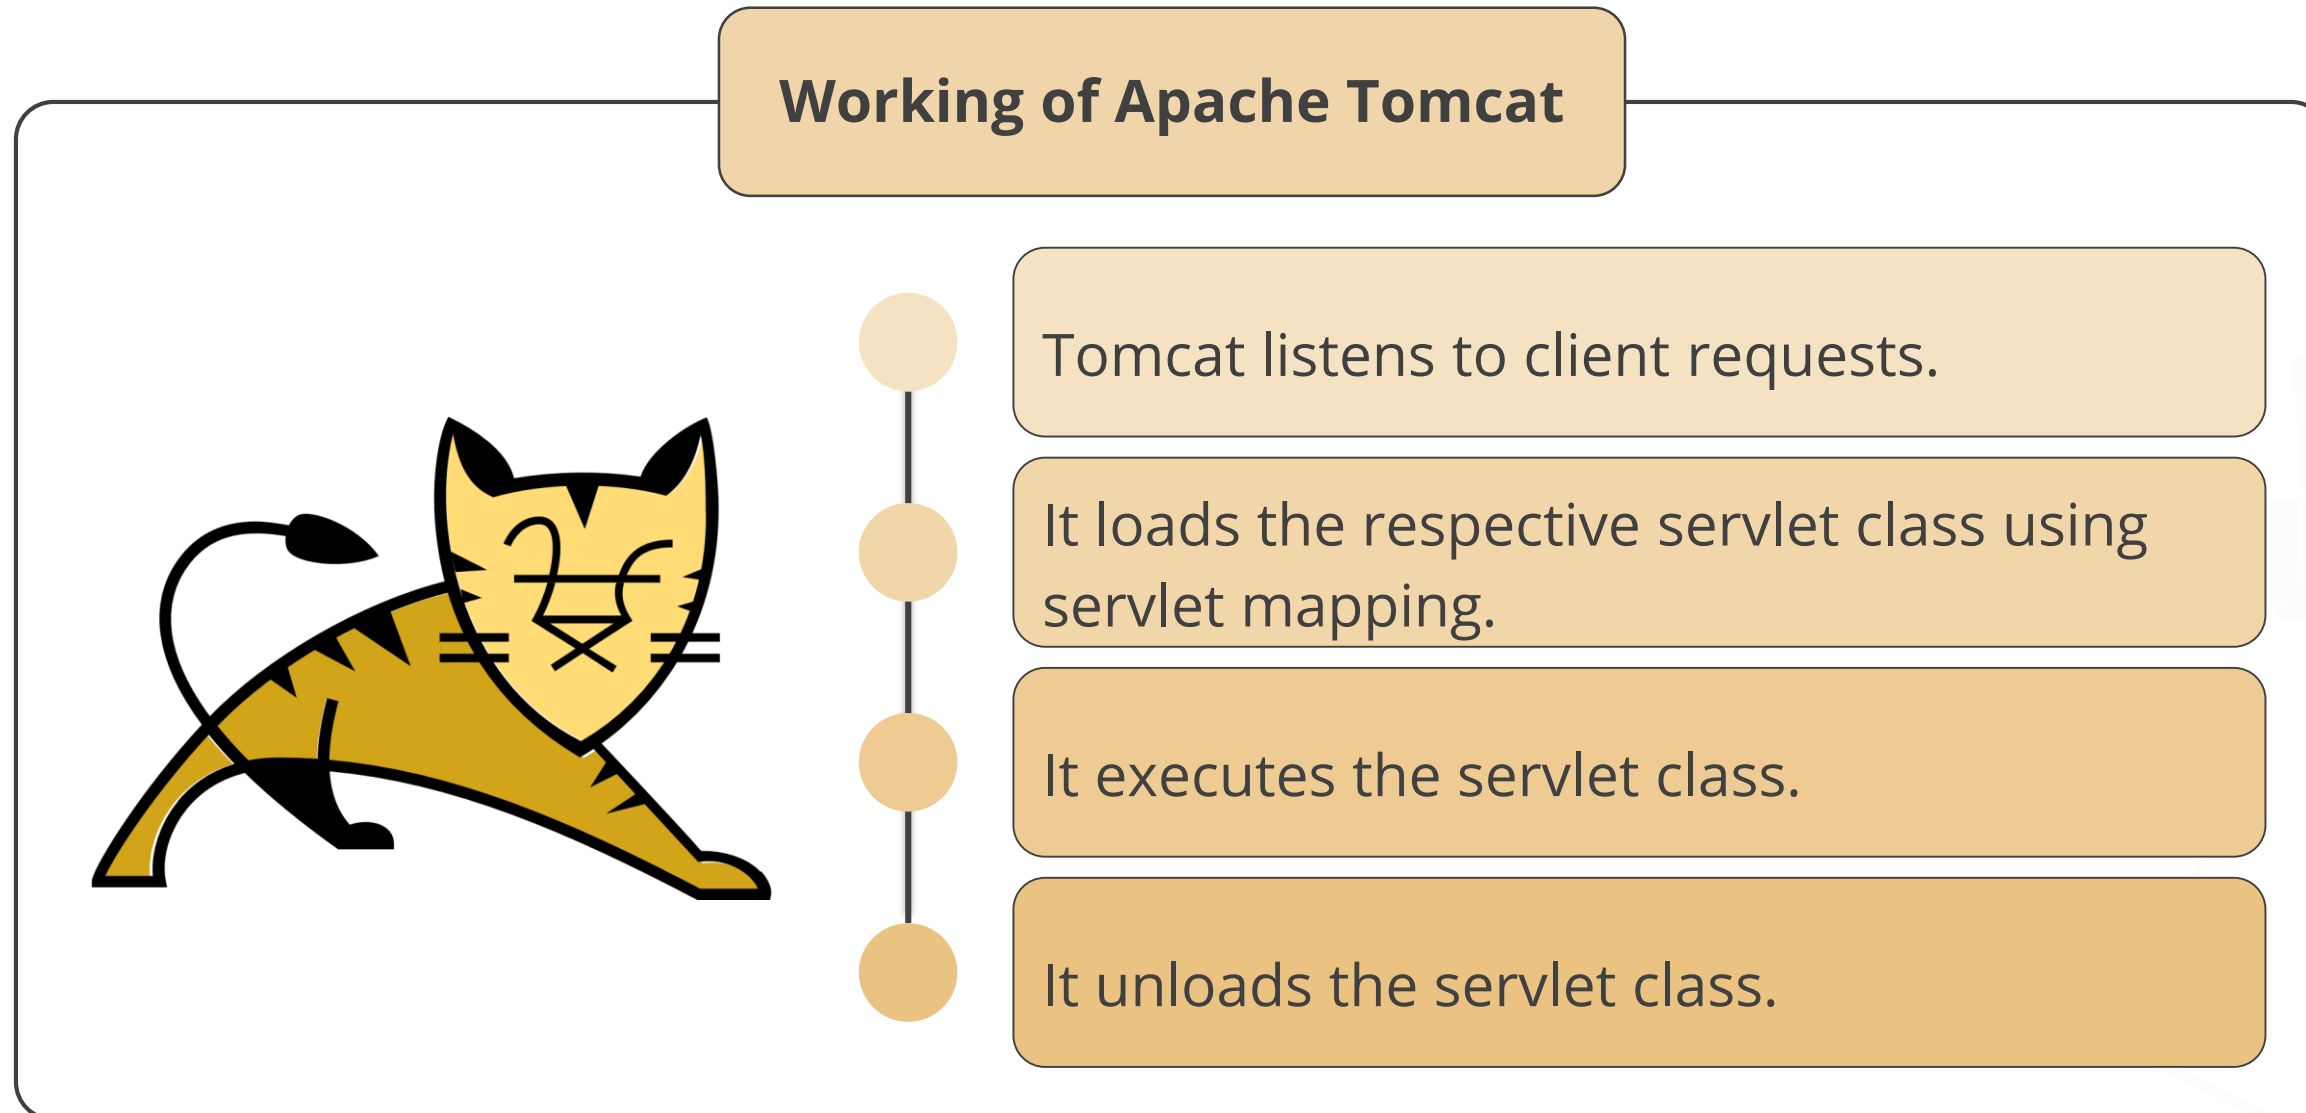 Working of Apache Tomcat
Tomcat listens to client requests.
It loads the respective servlet class using
servlet mapping.
It executes the servlet class.
It unloads the servlet class.